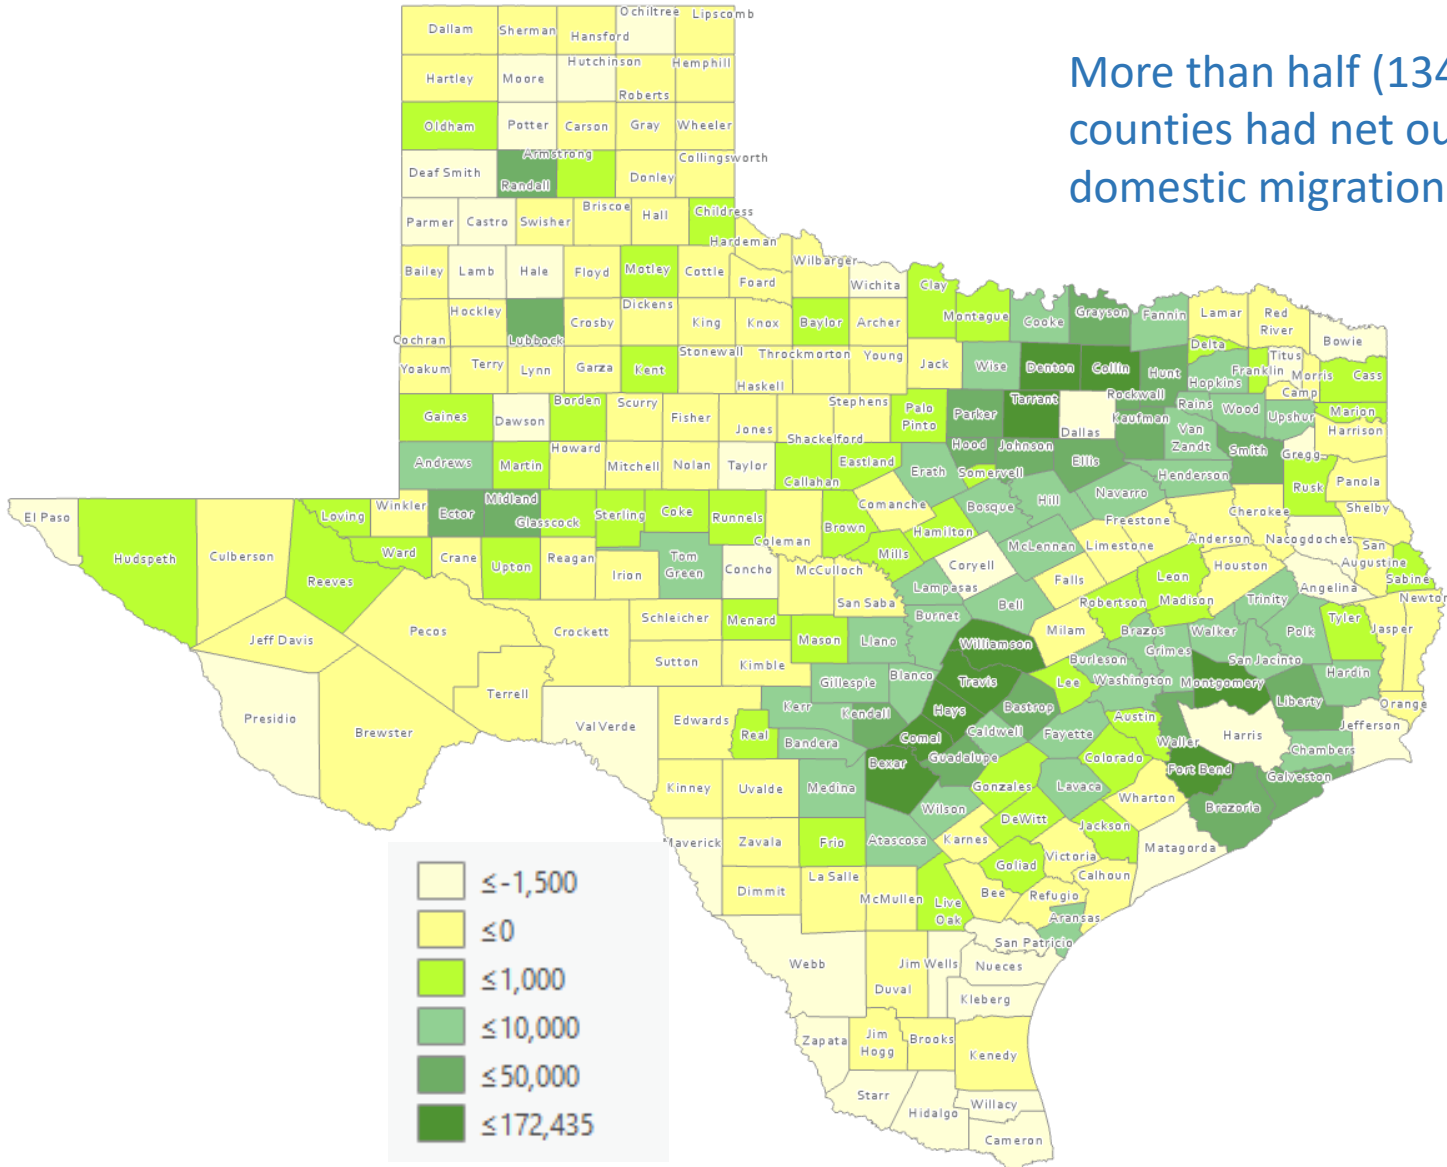 Ochiltree Lipscomb
Dallam Sherman Hansford
More than half (134
counties had net ou
domestic migration
Hutchinson Hemphill
Hartley Moore
Roberts
Oldham Potter Carson Gray Wheeler
Armstrong Collingsworth
Deaf Smith Randall Donley
Briscoe Childress
Parmer Castro Swisher Hall
Hardeman
Wilbarger
Bailey Lamb Hale Floyd Motley Cottle Foard Wichita Clay
Dickens
Hockley Montague Cooke Grayson Fannin Lamar Red
River
Crosby King Knox Baylor Archer
Cochran Lubbock Bowie
Delta Titus
Stonewall Throckmorton Young
Yoakum Terry Lynn Garza Kent Jack Wise Denton Collin Hunt Franklin Morris Cass
Haskell Hopkins
Camp
Borden Scurry Stephens Tarrant Rockwall Rains Wood Upshur Marion
Gaines Dawson Fisher Jones Palo
Pinto
Parker Dallas Kaufman Harrison
Shackelford Van
Zandt
Hood Johnson Smith Gregg
Andrews Martin Howard Mitchell Nolan Taylor Eastland Ellis
Callahan Erath Somervell Henderson Rusk Panola
El Paso Loving Winkler Ector Midland Glasscock Sterling Coke Runnels Comanche Bosque Hill Navarro Shelby
Coleman Brown Hamilton Freestone Cherokee
Hudspeth Culberson Ward Crane Upton Reagan Irion Tom
Green
Concho Mills McLennan Limestone Anderson Nacogdoches San
Augustine
Reeves McCulloch Coryell Falls Leon Houston Angelina Sabine
San Saba Lampasas Bell Robertson Madison Trinity Newton
Jeff Davis Pecos Crockett Schleicher Menard Mason Burnet Milam Brazos Walker Polk Tyler Jasper
Llano Williamson Grimes
Sutton Kimble Burleson San Jacinto
Terrell Gillespie Blanco Travis Lee Washington Montgomery Hardin
Presidio Brewster Val Verde Edwards Kerr Kendall Hays Bastrop Austin Liberty Orange
Real Bandera Comal Caldwell Fayette Waller Harris Jefferson
Bexar Guadalupe Colorado Chambers
Kinney Uvalde Medina Gonzales Lavaca Fort Bend Galveston
Wilson Wharton Brazoria
Maverick Zavala Frio Atascosa Karnes DeWitt Jackson Matagorda
Goliad Victoria
Dimmit La Salle McMullen Live
Oak
Bee Refugio Calhoun
Aransas
San Patricio
Webb Duval Jim Wells Nueces
Kleberg
Zapata Jim
Hogg
Brooks Kenedy
Starr Hidalgo Willacy
Cameron
≤-1,500
≤0
≤1,000
≤10,000
≤50,000
≤172,435